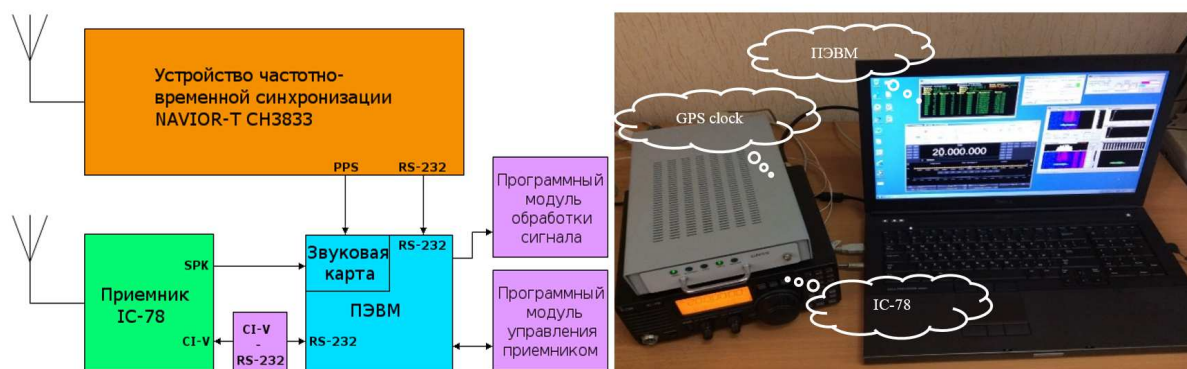 Устройство частотно-
временной синхронизации
NAVIOR-T CH3833
PPS
RS-232
Программный
модуль
обработки
сигнала
Звуковая
карта
RS-232
SPK
Приемник
IC-78
ПЭВМ
CI-V
CI-V
-
RS-232
RS-232
Программный
модуль
управления
приемником
ПЭВМ
GPS clock
20.000.000
IC-78